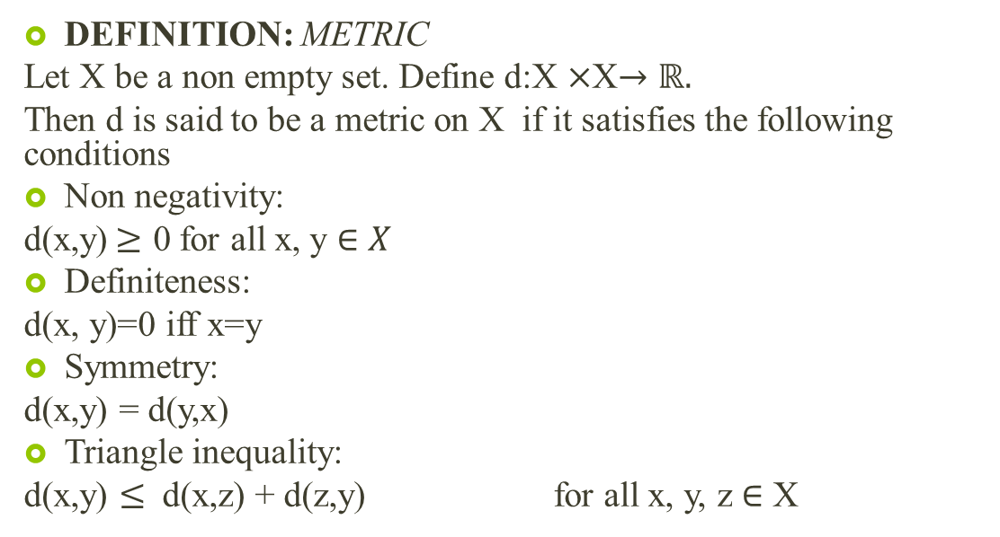 DEFINITION: METRIC
Let X be a non empty set. Define d:X ×X→ ℝ.
Then d is said to be a metric on X if it satisfies the following
conditions
Non negativity:
d(x,y) ≥ 0 for all x, y ∈ X
Definiteness:
d(x, y)=0 iff x=y
Symmetry:
d(x,y) = d(y,x)
Triangle inequality:
d(x,y) ≤ d(x,z) + d(z,y) for all x, y, z ∈ X